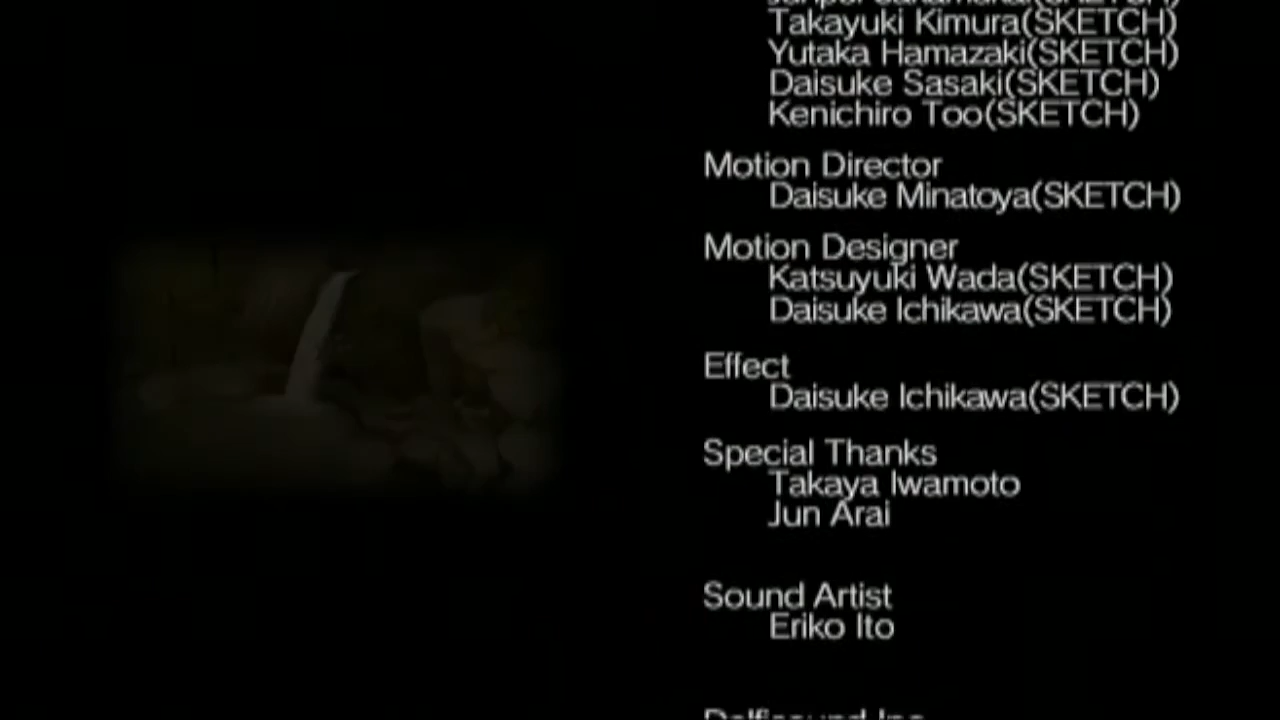 Takayuki Kimura(SKETCH)
Yutaka Hamazaki(SKETCH)
Daisuke Sasaki(SKETCH)
Kenichiro Too(SKETCH)
Motion Director
Daisuke Minatoya(SKETCH)
Motion Designer
Katsuyuki Wada(SKETCH)
Daisuke Ichikawa(SKETCH)
Effect
Daisuke Ichikawa(SKETCH)
Special Thanks
Takaya Iwamoto
Jun Arai
Sound Artist
Eriko Ito